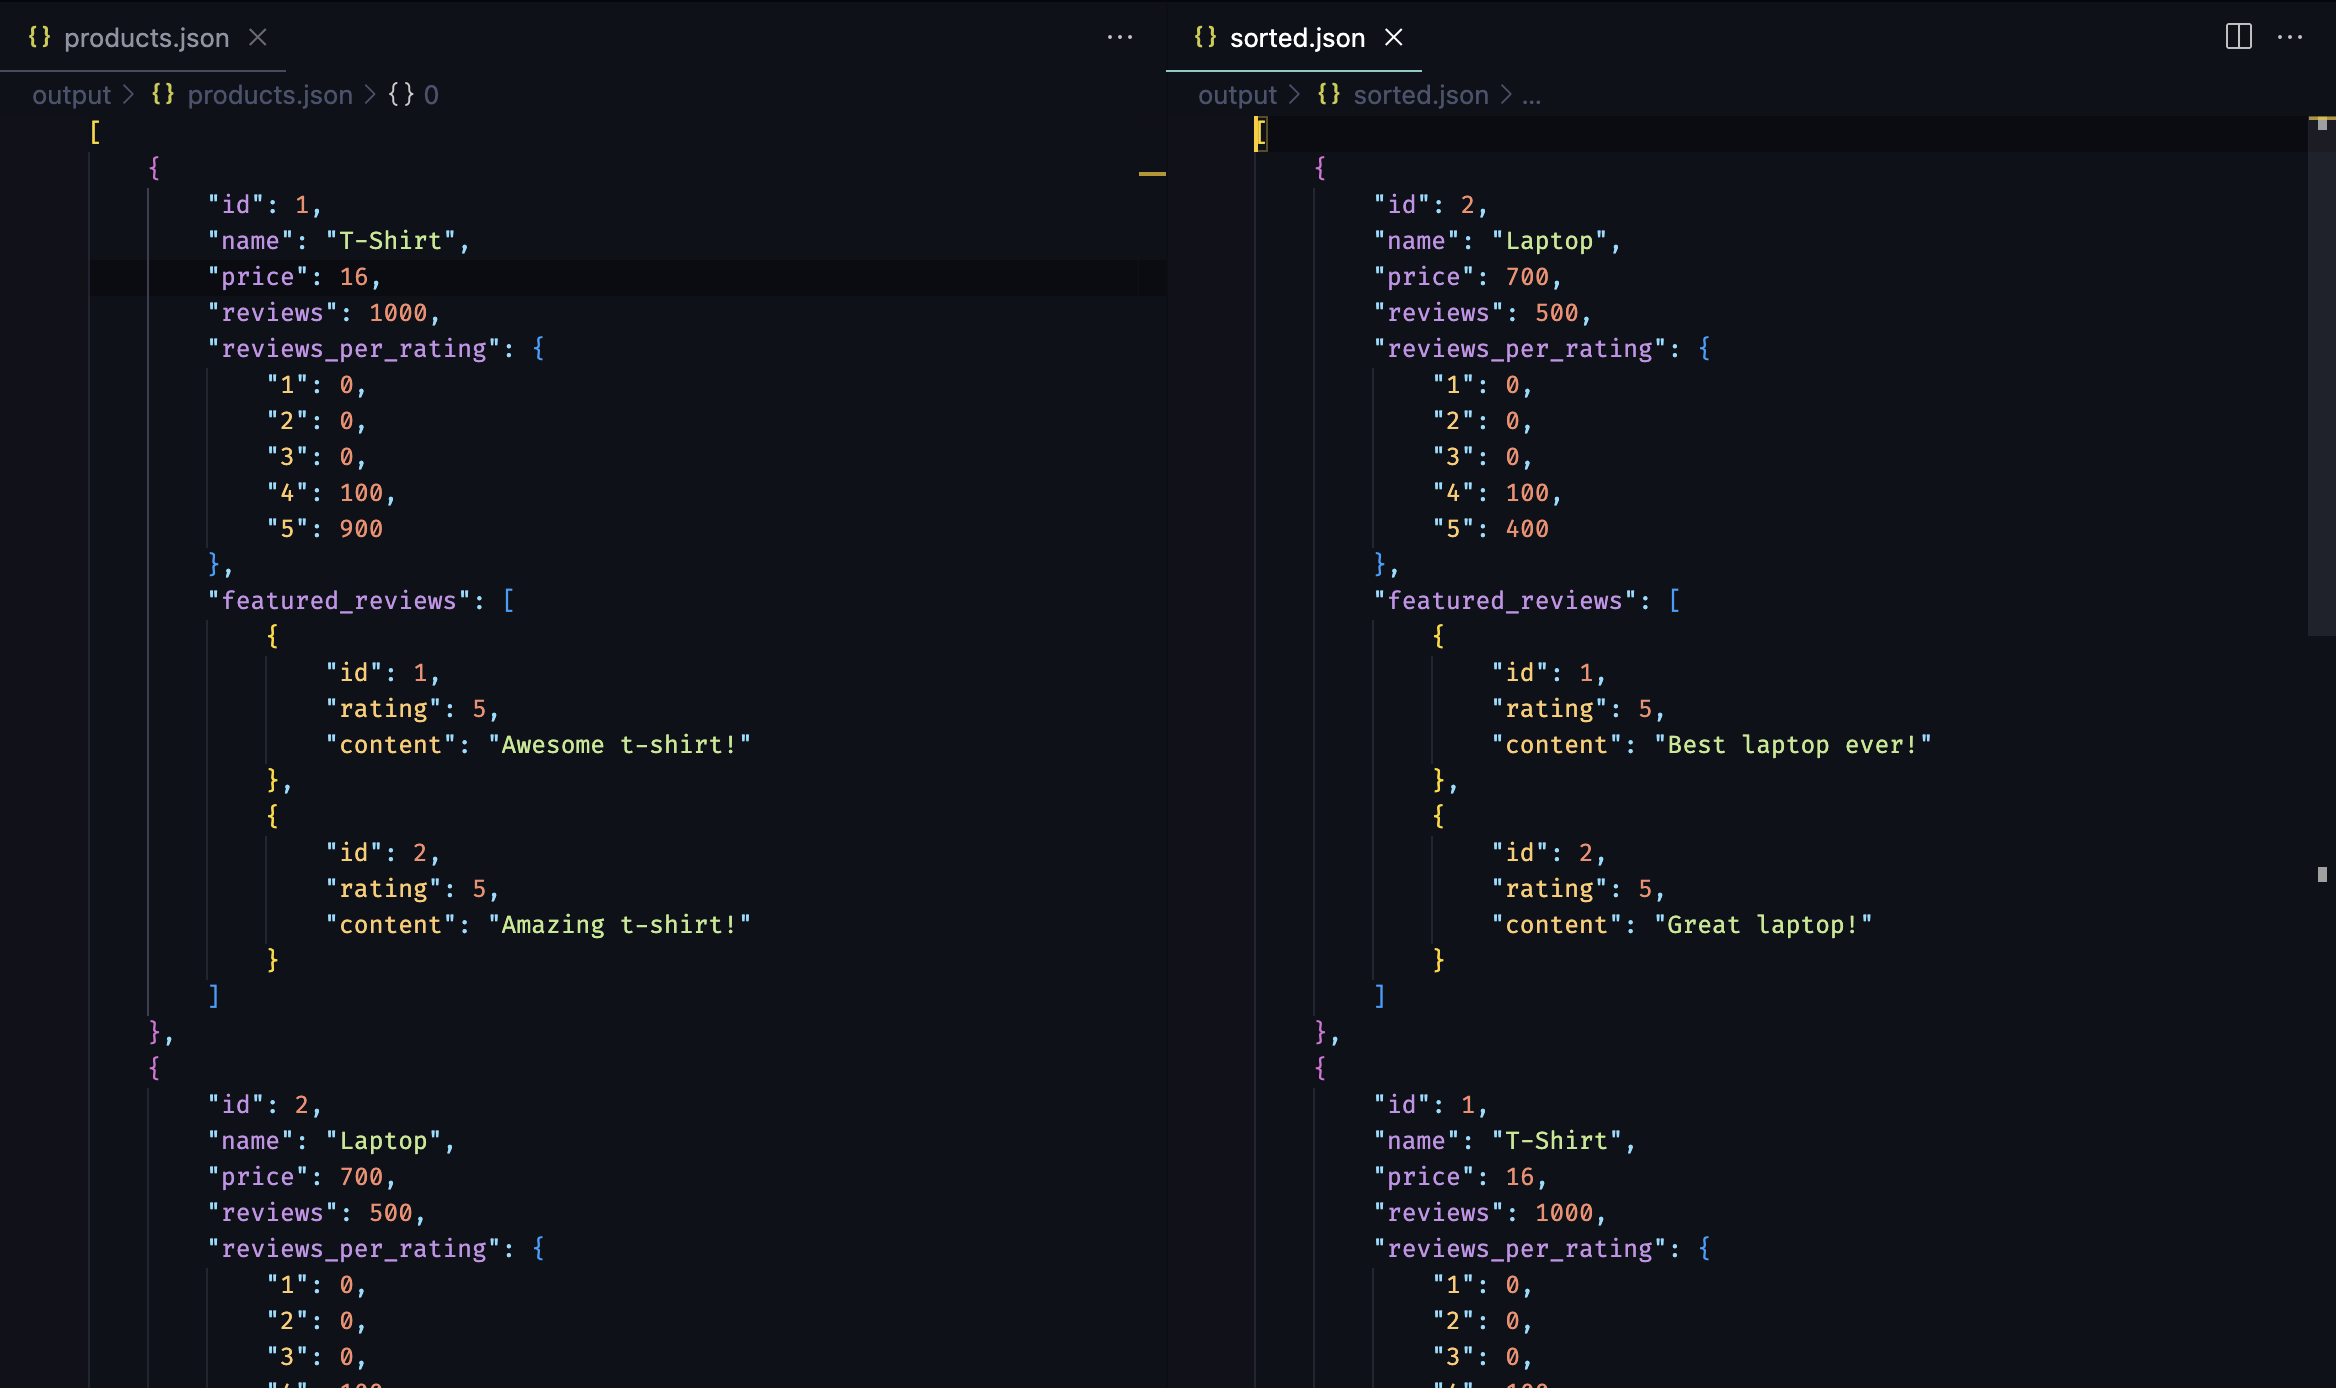 products.json
output > products.json > {} 0
[
{
"id": 1,
"name": "T-Shirt",
"price": 16,
"reviews": 1000,
"reviews_per_rating": {
"1": 0,
"2": 0,
"3": 0,
"4": 100,
"5": 900
},
"featured_reviews": [
{
"id": 1,
"rating": 5,
"content": "Awesome t-shirt!"
},
{
"id": 2,
"rating": 5,
"content": "Amazing t-shirt!"
}
]
},
{
"id": 2,
"name": "Laptop",
"price": 700,
"reviews": 500,
"reviews_per_rating": {
"1": 0,
"2": 0,
"3": 0,
sorted.json
output > sorted.json > ...
[
{
"id": 2,
"name": "Laptop",
"price": 700,
"reviews": 500,
"reviews_per_rating": {
"1": 0,
"2": 0,
"3": 0,
"4": 100,
"5": 400
},
"featured_reviews": [
{
"id": 1,
"rating": 5,
"content": "Best laptop ever!"
},
{
"id": 2,
"rating": 5,
"content": "Great laptop!"
}
]
},
{
"id": 1,
"name": "T-Shirt",
"price": 16,
"reviews": 1000,
"reviews_per_rating": {
"1": 0,
"2": 0,
"3": 0,